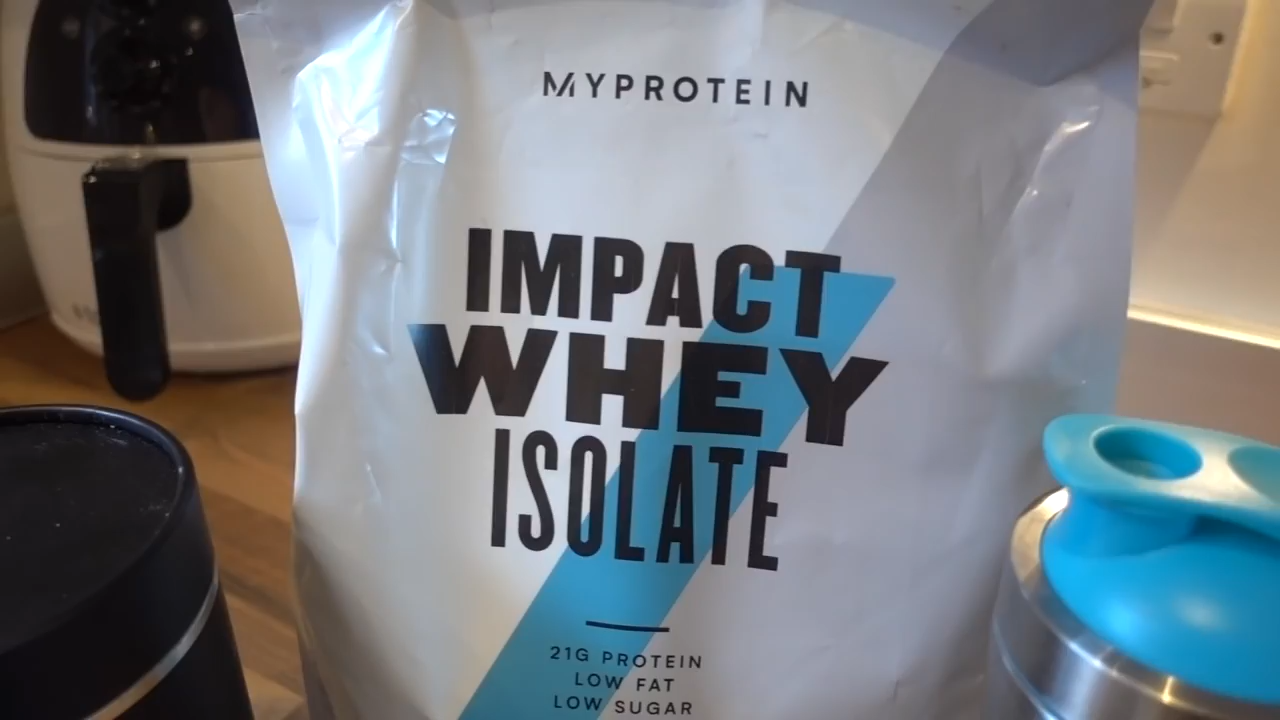 MYPROTEIN
IMPACT
WHEY
ISOLATE
21G PROTEIN
LOW FAT
LOW SUGAR